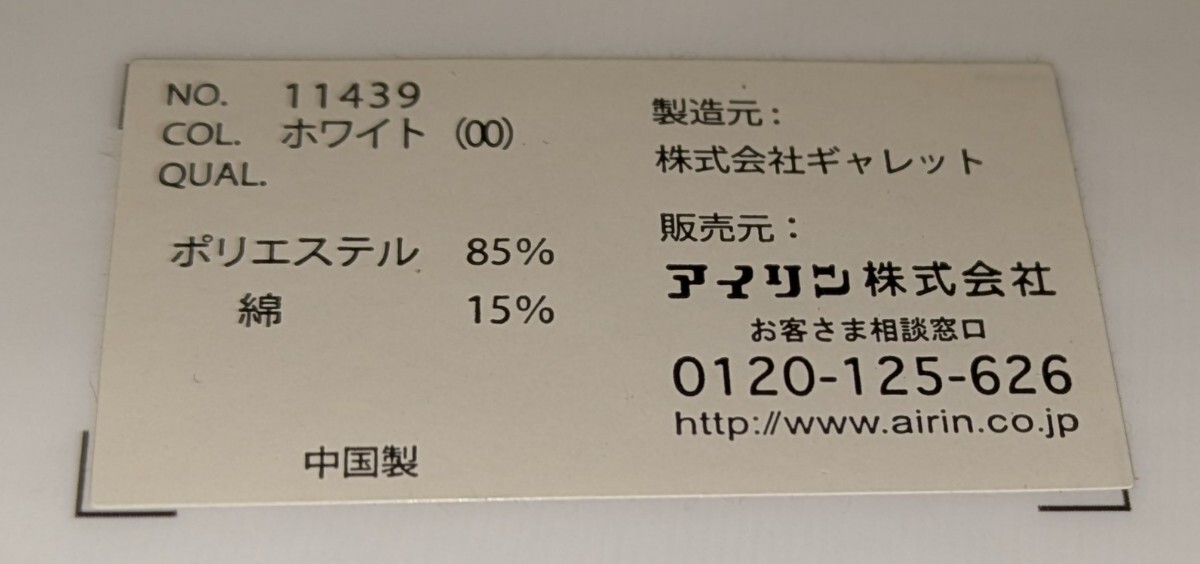 NO. 11439
COL. ホワイト (00)
QUAL.
ポリエステル 85%
綿 15%
中国製
製造元:
株式会社ギャレット
販売元:
アイリン株式会社
お客さま相談窓口
0120-125-626
http://www.airin.co.jp